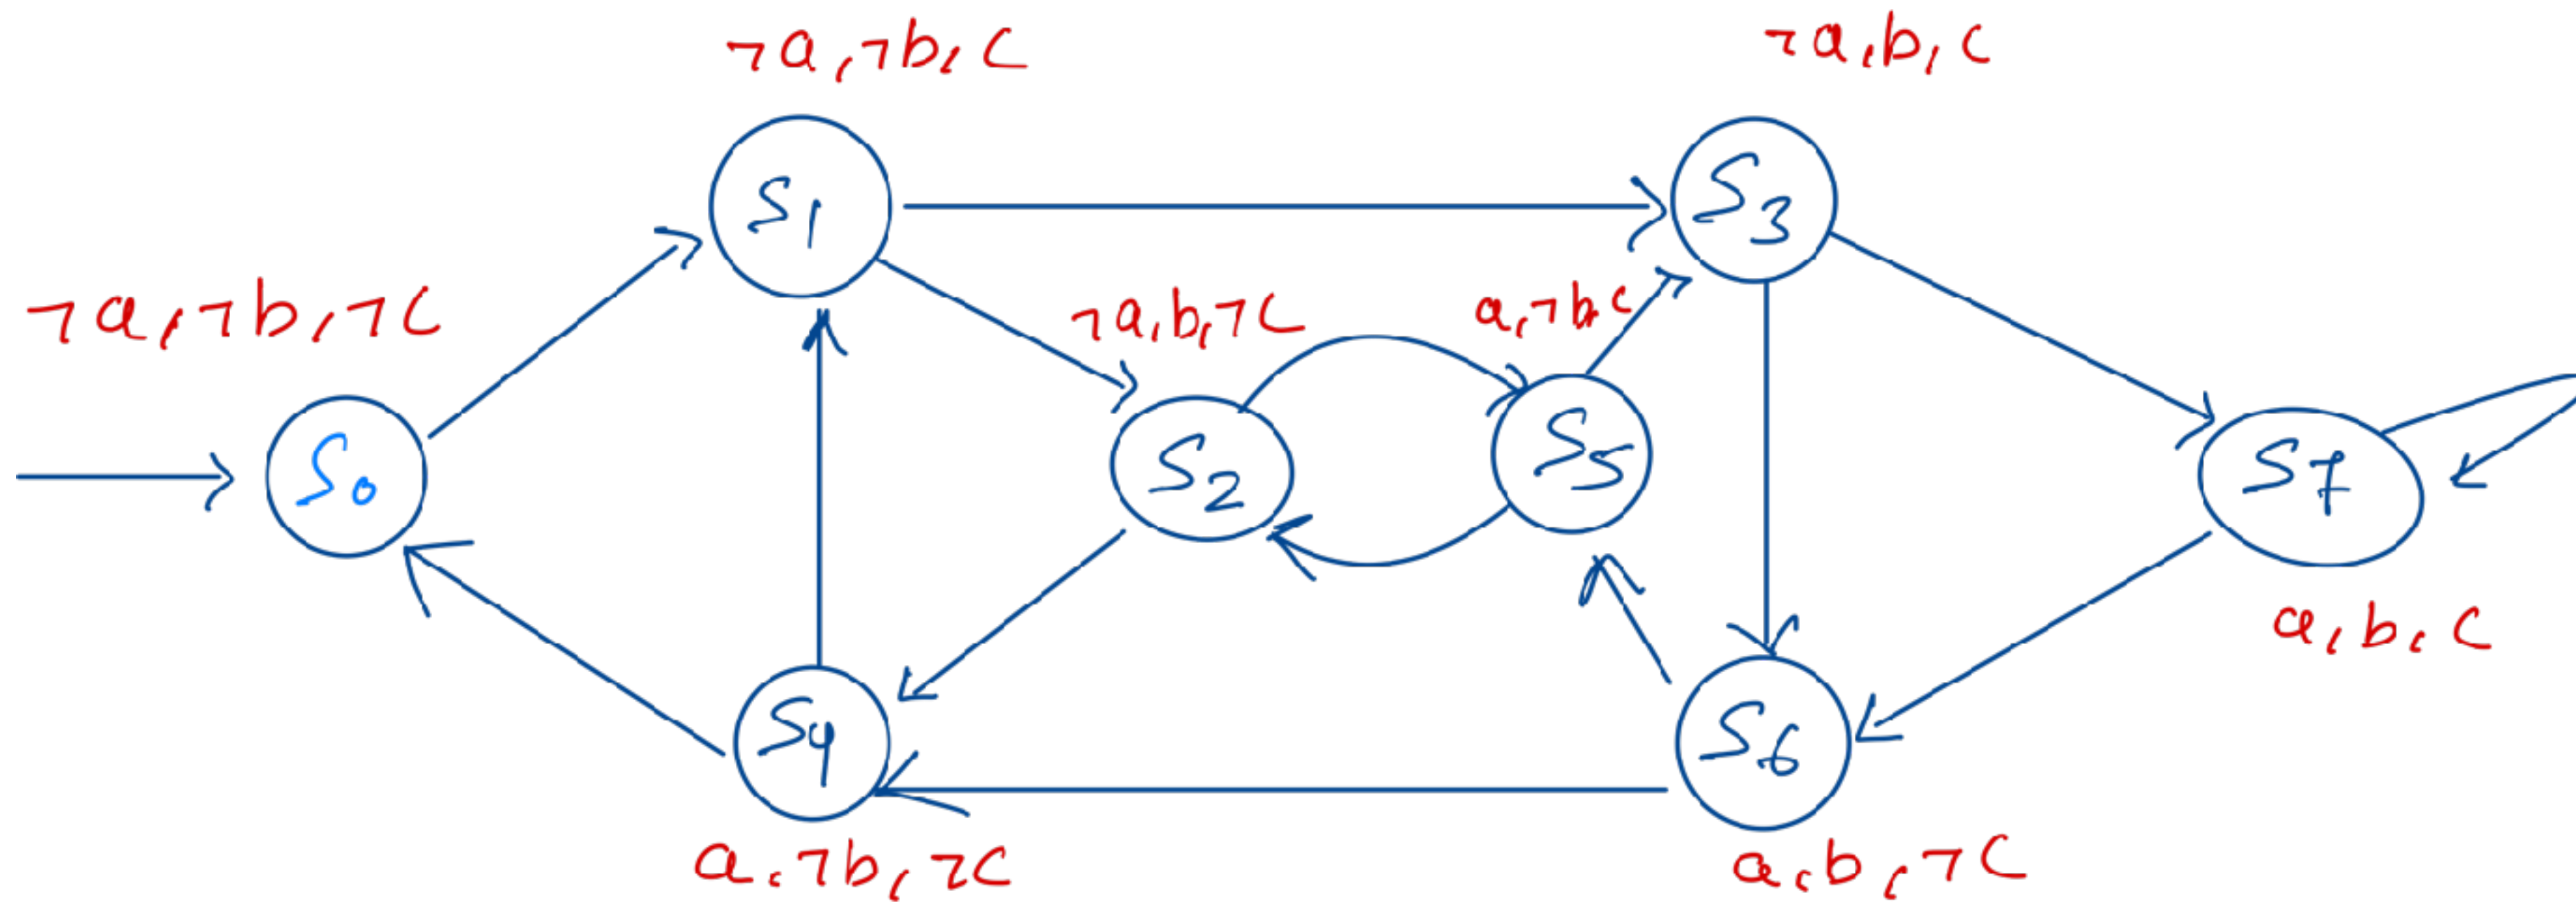 ¬a,¬b,c
¬a,b,c
S1
S3
¬a,¬b,¬c
¬a,b,¬c
a,¬b,c
S0
S2
S5
S7
a,b,c
S4
S6
a,¬b,¬c
a,b,¬c